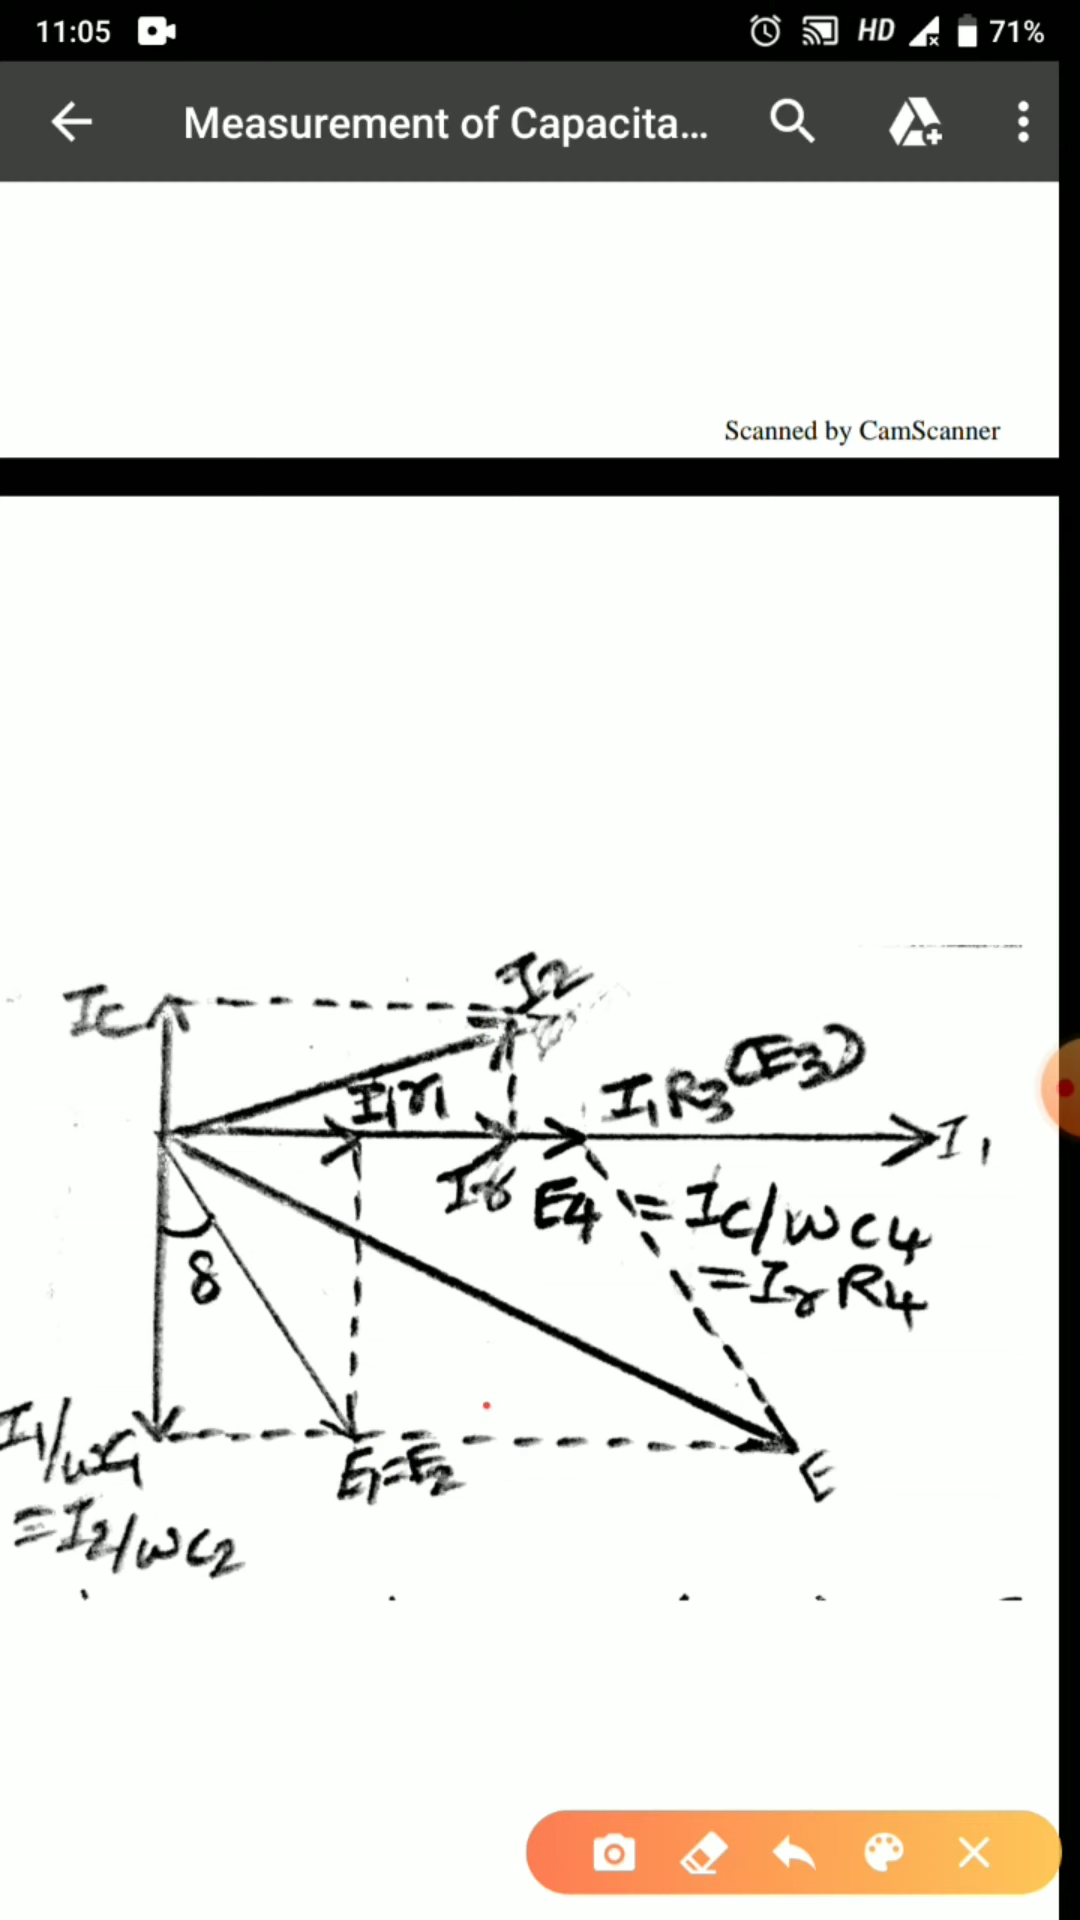 11:05 HD 71%
Measurement of Capacita...
Scanned by CamScanner
Ic
I2
I1r1
I1R3(E3)
I1
Ir
E4 = Ic/ωC4
= IrR4
δ
I1/ωC1
= I2/ωC2
E1=E2
E